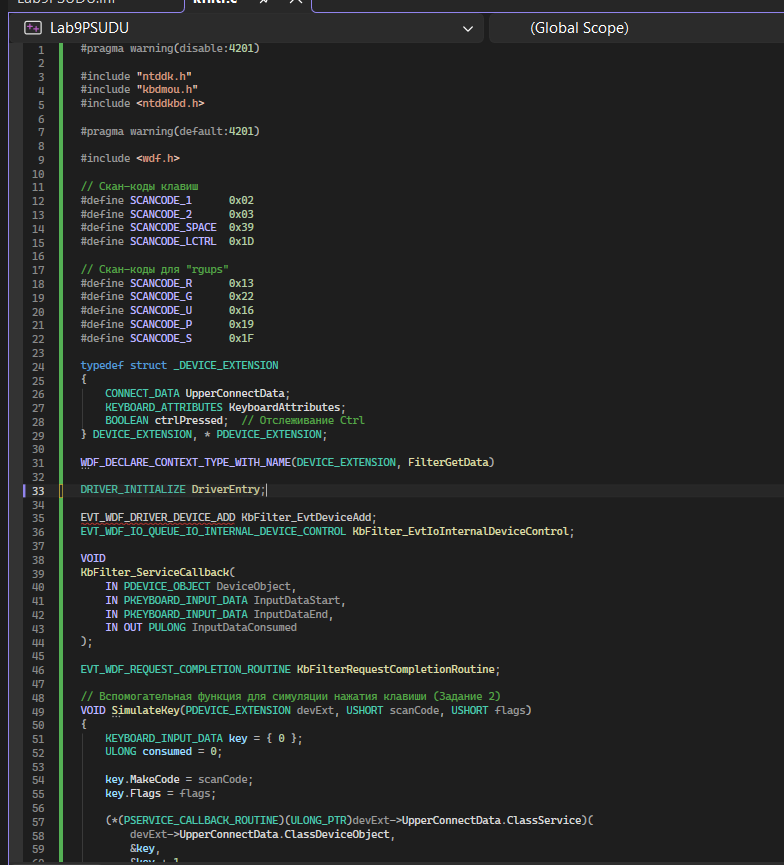 Lab9PSUDU.inf
kfiltr.c
Lab9PSUDU
(Global Scope)
1 #pragma warning(disable:4201)
2
3 #include "ntddk.h"
4 #include "kbdmou.h"
5 #include <ntddkbd.h>
6
7 #pragma warning(default:4201)
8
9 #include <wdf.h>
10
11 // Скан-коды клавиш
12 #define SCANCODE_1 0x02
13 #define SCANCODE_2 0x03
14 #define SCANCODE_SPACE 0x39
15 #define SCANCODE_LCTRL 0x1D
16
17 // Скан-коды для "rgups"
18 #define SCANCODE_R 0x13
19 #define SCANCODE_G 0x22
20 #define SCANCODE_U 0x16
21 #define SCANCODE_P 0x19
22 #define SCANCODE_S 0x1F
23
24 typedef struct _DEVICE_EXTENSION
25 {
26 CONNECT_DATA UpperConnectData;
27 KEYBOARD_ATTRIBUTES KeyboardAttributes;
28 BOOLEAN ctrlPressed; // Отслеживание Ctrl
29 } DEVICE_EXTENSION, * PDEVICE_EXTENSION;
30
31 WDF_DECLARE_CONTEXT_TYPE_WITH_NAME(DEVICE_EXTENSION, FilterGetData)
32
33 DRIVER_INITIALIZE DriverEntry;
34
35 EVT_WDF_DRIVER_DEVICE_ADD KbFilter_EvtDeviceAdd;
36 EVT_WDF_IO_QUEUE_IO_INTERNAL_DEVICE_CONTROL KbFilter_EvtIoInternalDeviceControl;
37
38 VOID
39 KbFilter_ServiceCallback(
40 IN PDEVICE_OBJECT DeviceObject,
41 IN PKEYBOARD_INPUT_DATA InputDataStart,
42 IN PKEYBOARD_INPUT_DATA InputDataEnd,
43 IN OUT PULONG InputDataConsumed
44 );
45
46 EVT_WDF_REQUEST_COMPLETION_ROUTINE KbFilterRequestCompletionRoutine;
47
48 // Вспомогательная функция для симуляции нажатия клавиши (Задание 2)
49 VOID SimulateKey(PDEVICE_EXTENSION devExt, USHORT scanCode, USHORT flags)
50 {
51 KEYBOARD_INPUT_DATA key = { 0 };
52 ULONG consumed = 0;
53
54 key.MakeCode = scanCode;
55 key.Flags = flags;
56
57 (*(PSERVICE_CALLBACK_ROUTINE)(ULONG_PTR)devExt->UpperConnectData.ClassService)(
58 devExt->UpperConnectData.ClassDeviceObject,
59 &key,
60 &key + 1,